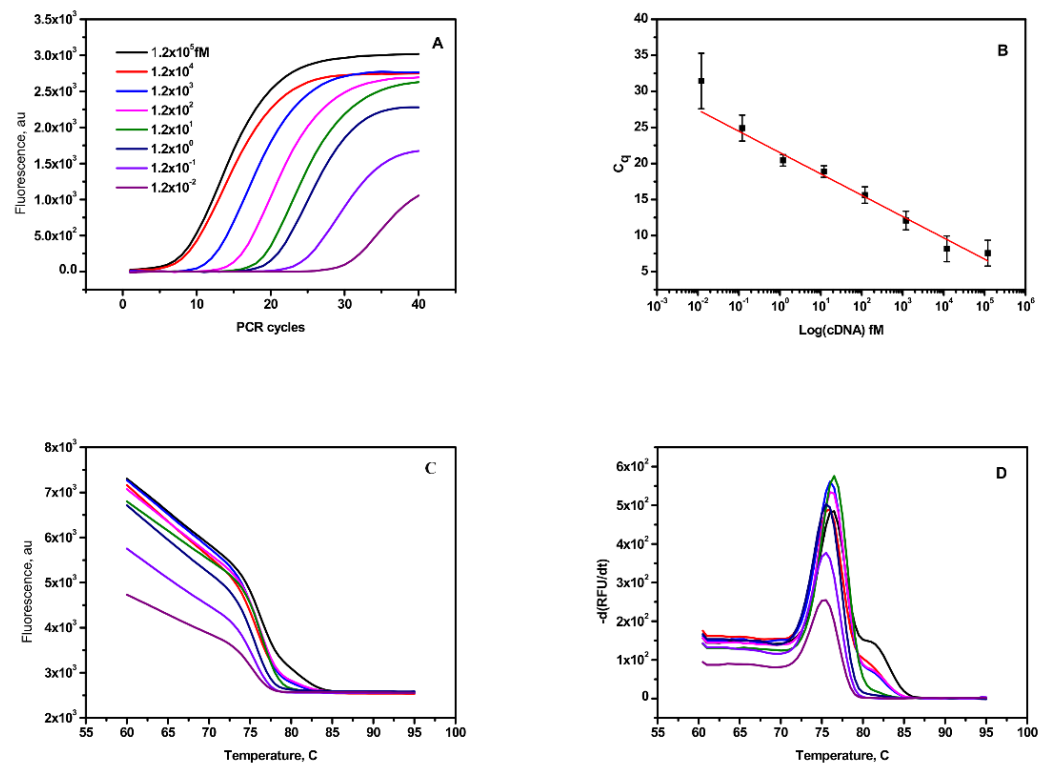 A
3.5x10³
3.0x10³
2.5x10³
2.0x10³
1.5x10³
1.0x10³
5.0x10²
0.0
Fluorescence, au
1.2x10⁵fM
1.2x10⁴
1.2x10³
1.2x10²
1.2x10¹
1.2x10⁰
1.2x10⁻¹
1.2x10⁻²
0 10 20 30 40
PCR cycles
B
40
35
30
25
20
15
10
5
Cq
10⁻³ 10⁻² 10⁻¹ 10⁰ 10¹ 10² 10³ 10⁴ 10⁵ 10⁶
Log(cDNA) fM
C
8x10³
7x10³
6x10³
5x10³
4x10³
3x10³
2x10³
Fluorescence, au
55 60 65 70 75 80 85 90 95 100
Temperature, C
D
6x10²
5x10²
4x10²
3x10²
2x10²
1x10²
0
-d(RFU/dt)
55 60 65 70 75 80 85 90 95 100
Temperature, C